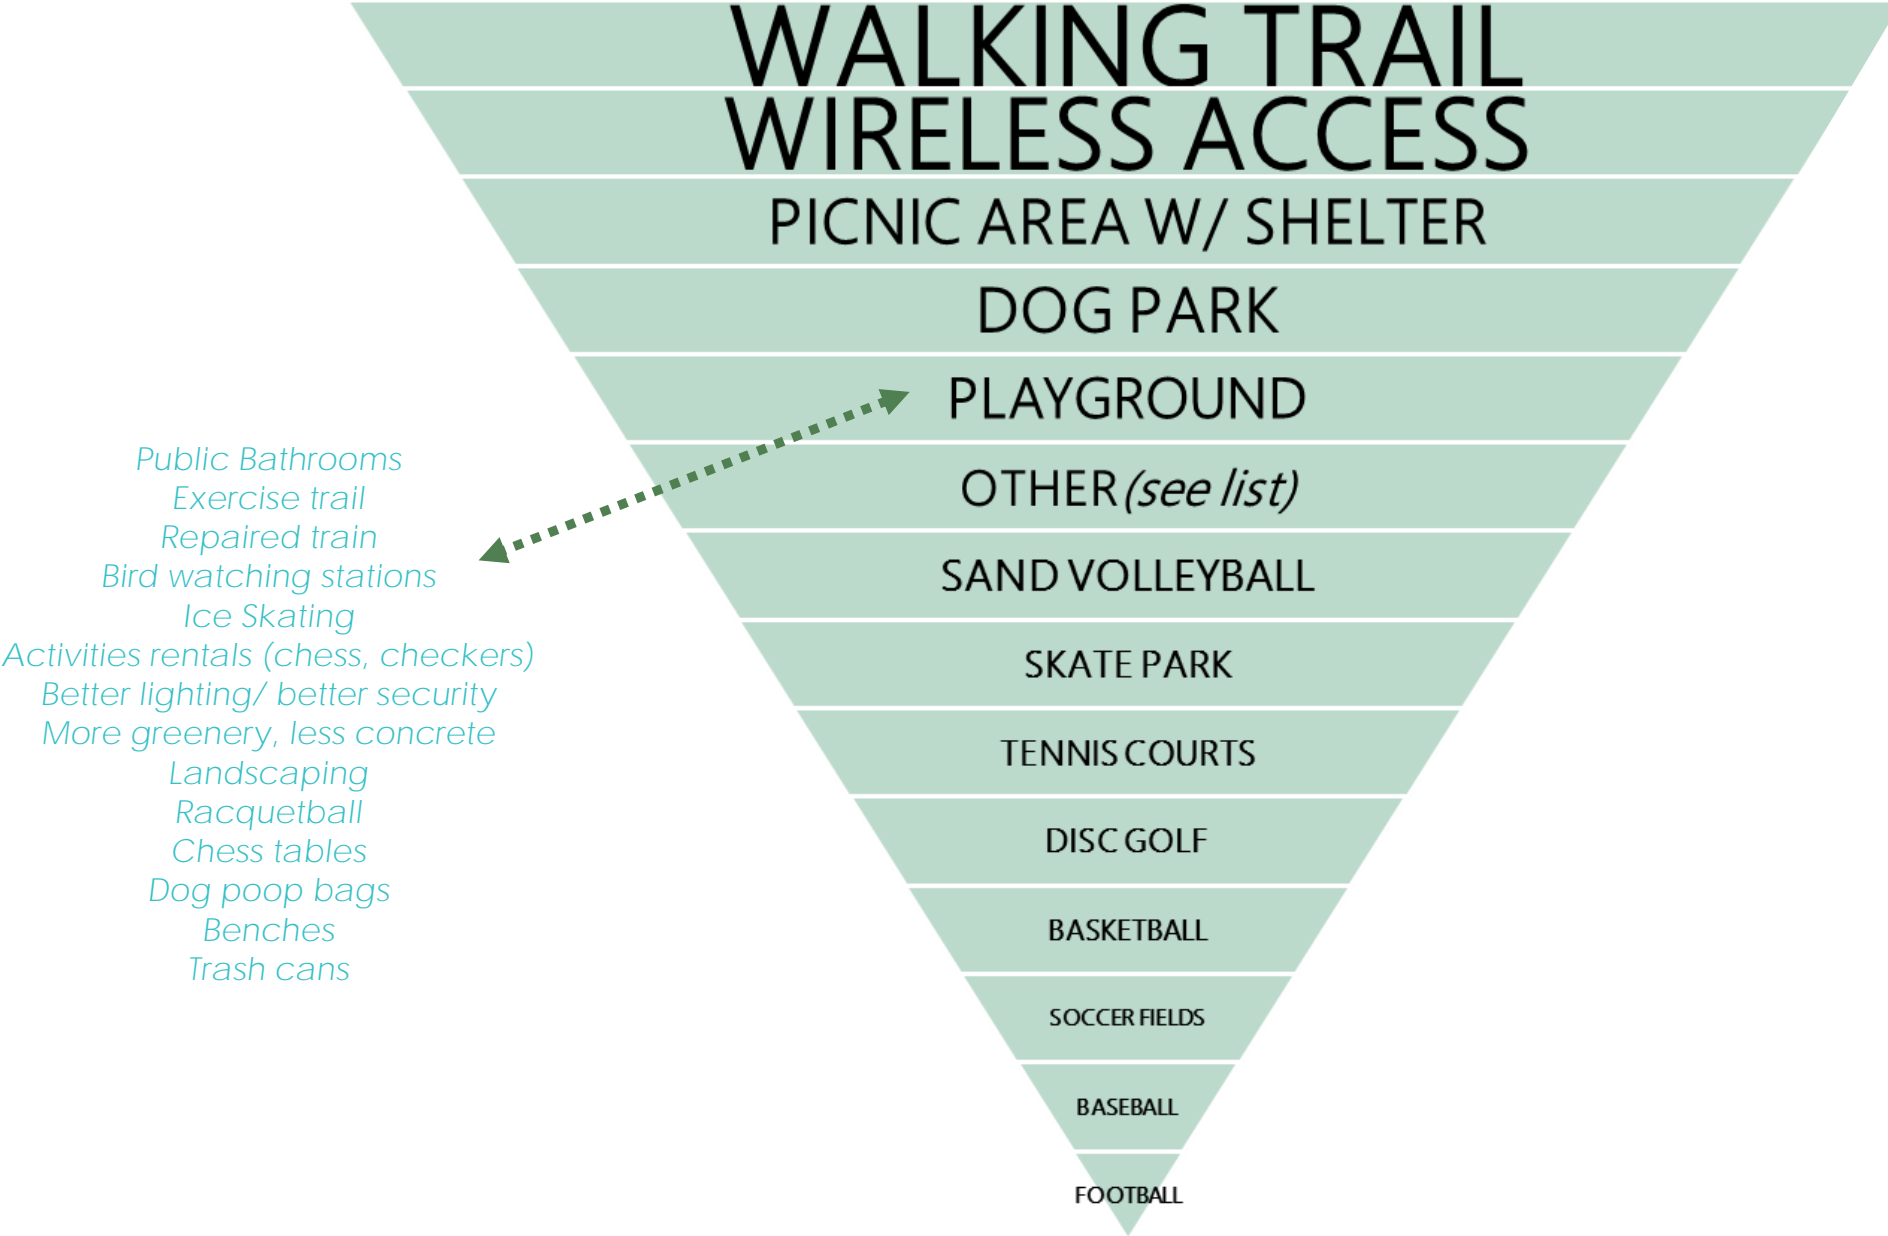 WALKING TRAIL
WIRELESS ACCESS
PICNIC AREA W/ SHELTER
DOG PARK
PLAYGROUND
OTHER (see list)
SAND VOLLEYBALL
SKATE PARK
TENNIS COURTS
DISC GOLF
BASKETBALL
SOCCER FIELDS
BASEBALL
FOOTBALL
Public Bathrooms
Exercise trail
Repaired train
Bird watching stations
Ice Skating
Activities rentals (chess, checkers)
Better lighting/ better security
More greenery, less concrete
Landscaping
Racquetball
Chess tables
Dog poop bags
Benches
Trash cans